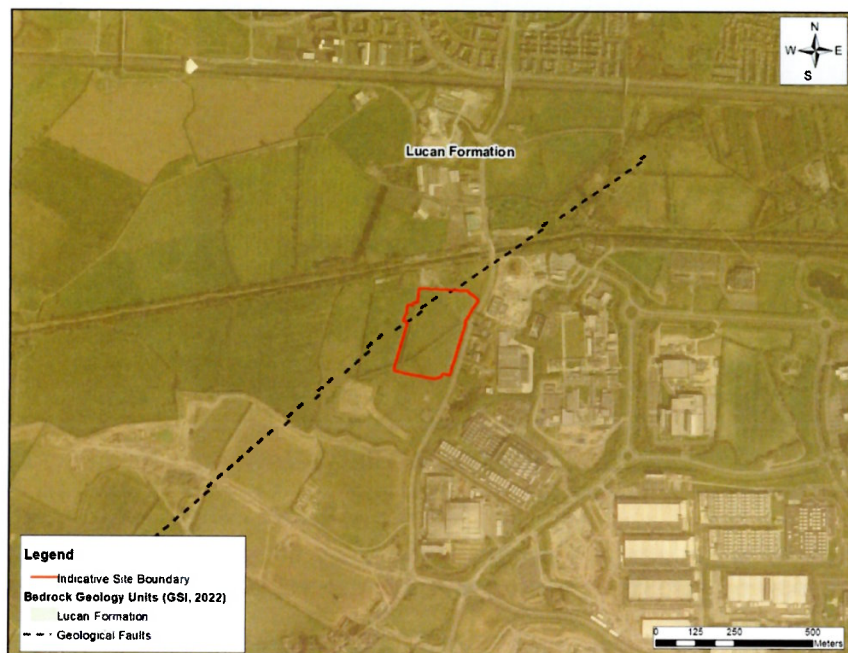 N
W E
S
Lucan Formation
Legend
Indicative Site Boundary
Bedrock Geology Units (GSI, 2022)
Lucan Formation
Geological Faults
0 125 250 500
Meters